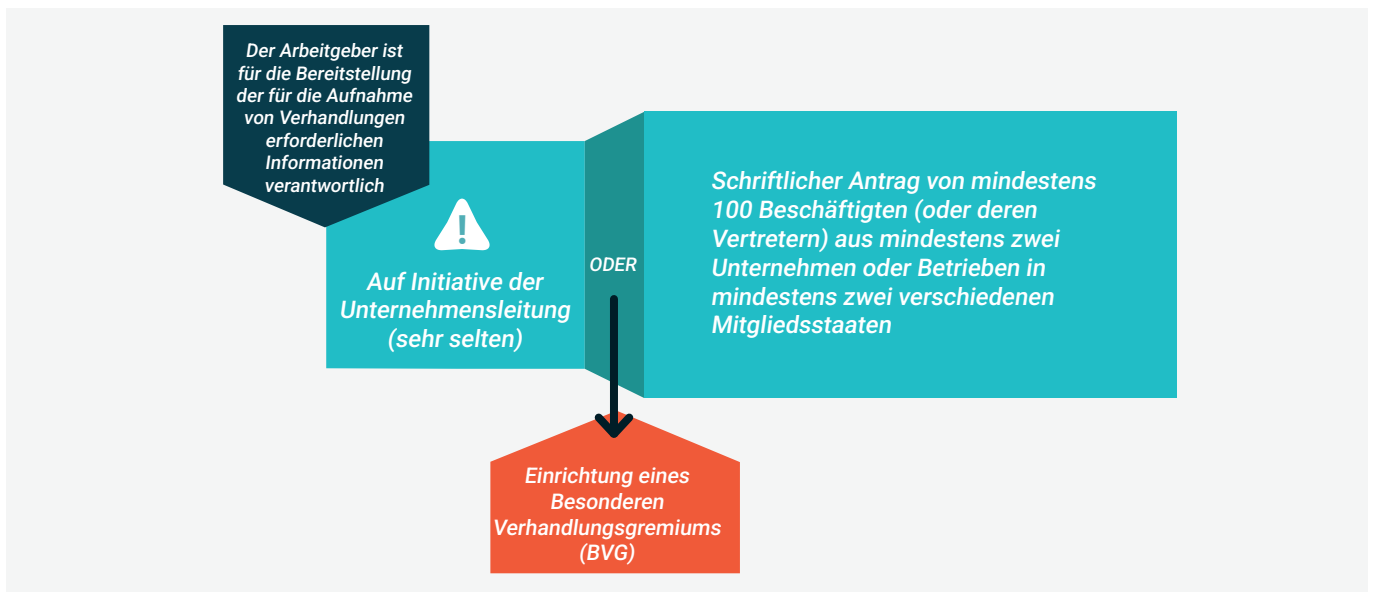 Der Arbeitgeber ist
für die Bereitstellung
der für die Aufnahme
von Verhandlungen
erforderlichen
Informationen
verantwortlich
!
Auf Initiative der
Unternehmensleitung
(sehr selten)
ODER
Schriftlicher Antrag von mindestens
100 Beschäftigten (oder deren
Vertretern) aus mindestens zwei
Unternehmen oder Betrieben in
mindestens zwei verschiedenen
Mitgliedsstaaten
Einrichtung eines
Besonderen
Verhandlungsgremiums
(BVG)